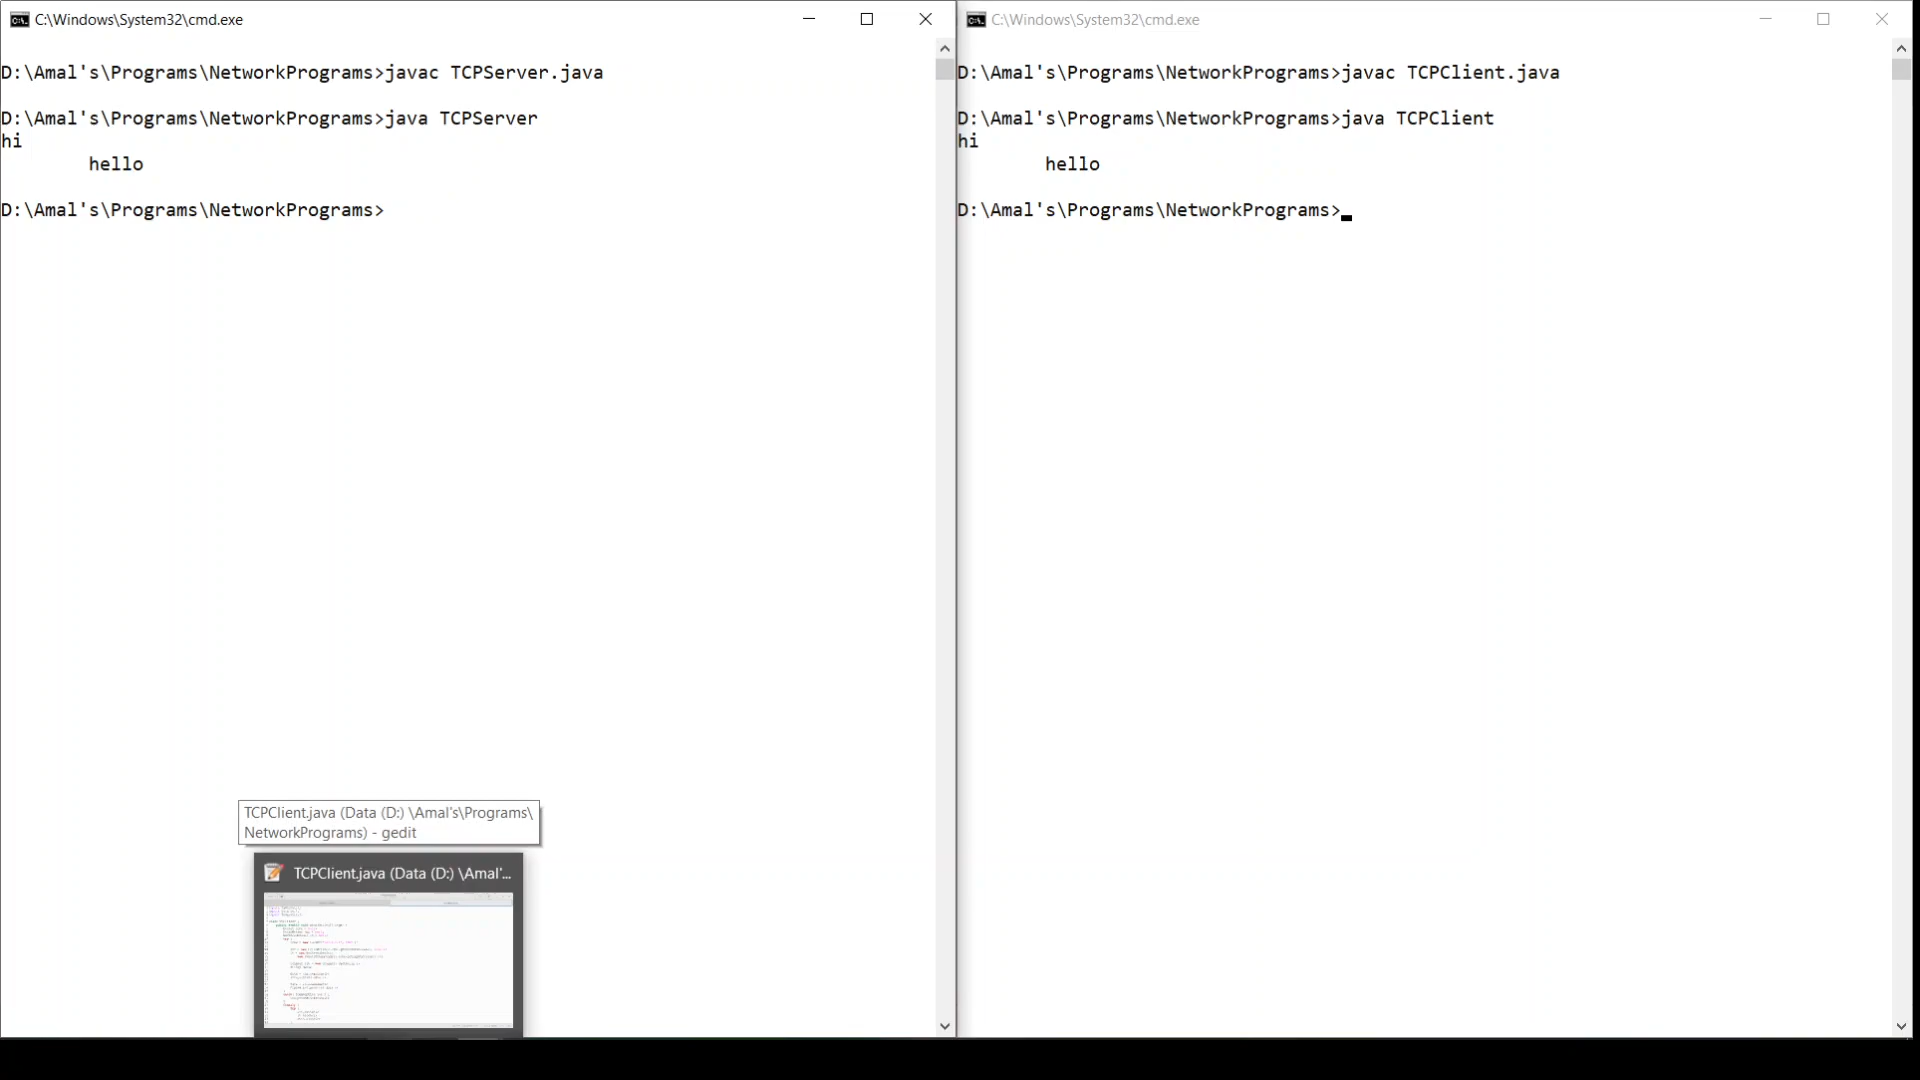 C:\Windows\System32\cmd.exe
D:\Amal's\Programs\NetworkPrograms>javac TCPServer.java
D:\Amal's\Programs\NetworkPrograms>java TCPServer
hi
hello
D:\Amal's\Programs\NetworkPrograms>
C:\Windows\System32\cmd.exe
D:\Amal's\Programs\NetworkPrograms>javac TCPClient.java
D:\Amal's\Programs\NetworkPrograms>java TCPClient
hi
hello
D:\Amal's\Programs\NetworkPrograms>
TCPClient.java (Data (D:) \Amal's\Programs\
NetworkPrograms) - gedit
TCPClient.java (Data (D:) \Amal'...